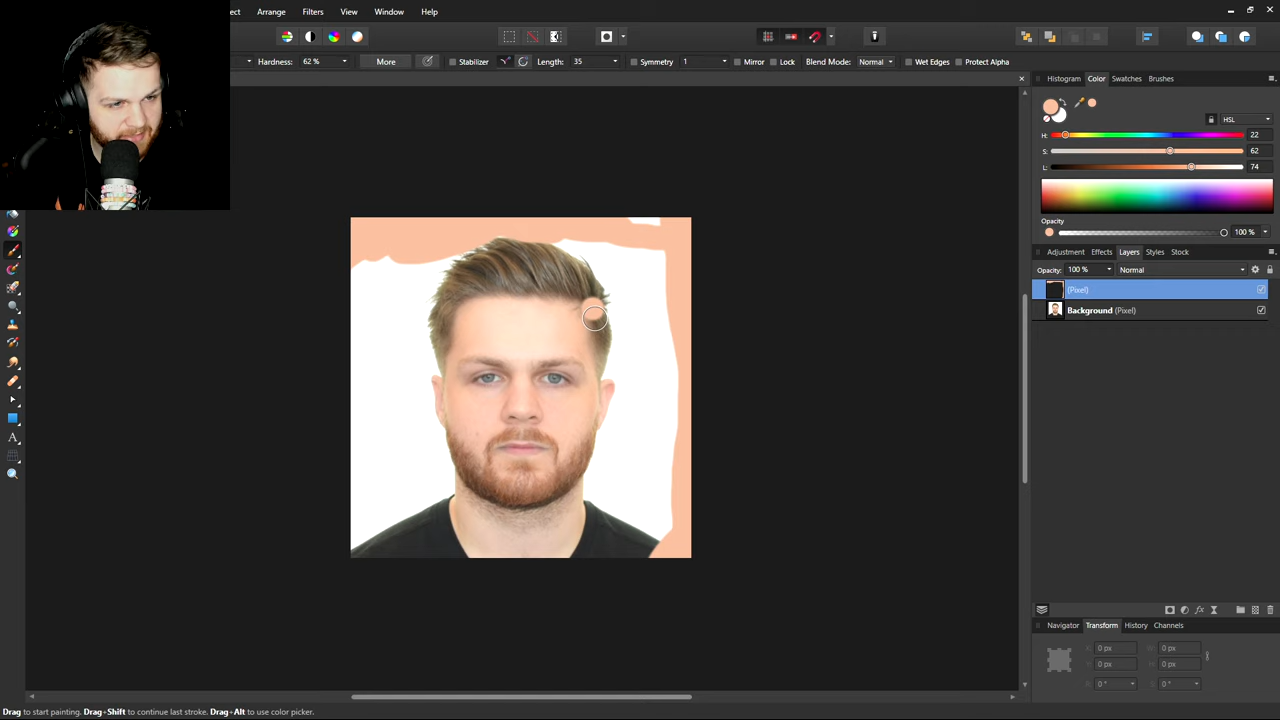 Arrange Filters View Window Help
Hardness: 62 % More Stabilizer Length: 35 Symmetry 1 Mirror Lock Blend Mode: Normal Wet Edges Protect Alpha
Histogram Color Swatches Brushes
HSL
H: 22
S: 62
L: 74
Opacity
100 %
Adjustment Effects Layers Styles Stock
Opacity: 100 % Normal
(Pixel)
Background (Pixel)
Navigator Transform History Channels
0 px 0 px
0 px 0 px
0 ° 0 °
Drag to start painting. Drag+Shift to continue last stroke. Drag+Alt to use color picker.